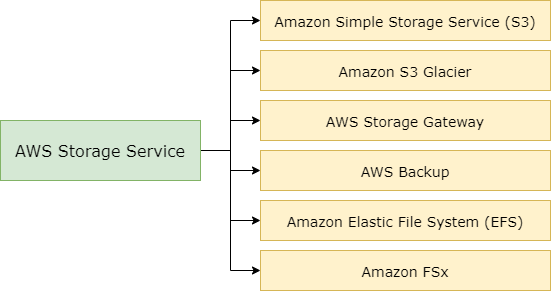 Amazon Simple Storage Service (S3)
Amazon S3 Glacier
AWS Storage Gateway
AWS Storage Service
AWS Backup
Amazon Elastic File System (EFS)
Amazon FSx